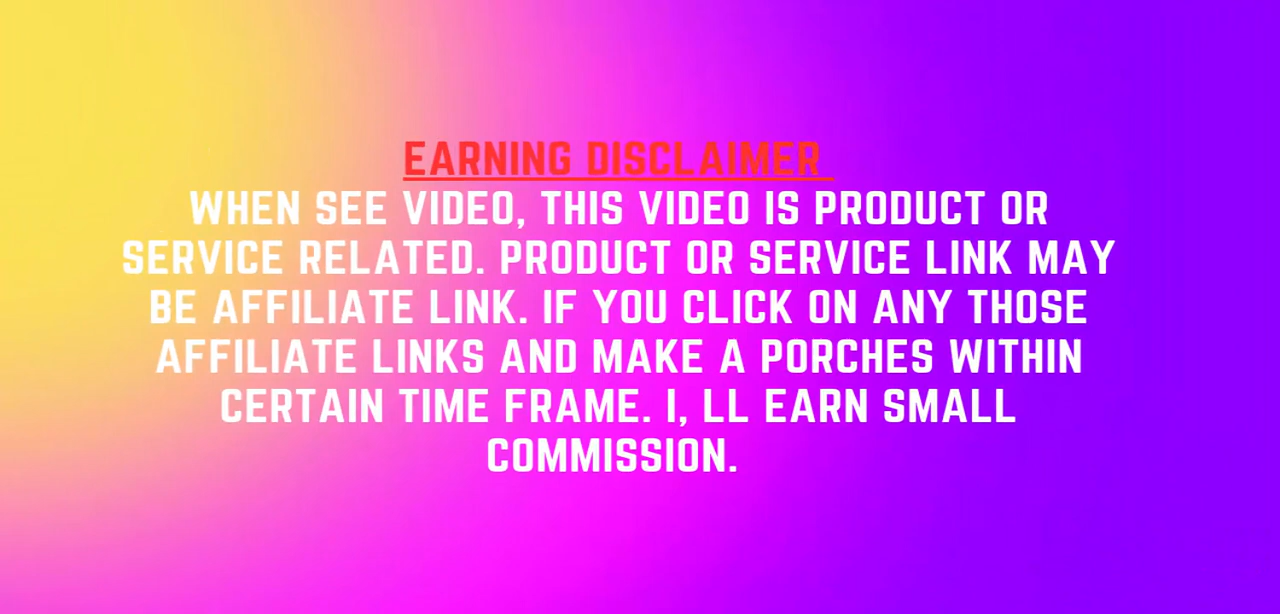 EARNING DISCLAIMER
WHEN SEE VIDEO, THIS VIDEO IS PRODUCT OR
SERVICE RELATED. PRODUCT OR SERVICE LINK MAY
BE AFFILIATE LINK. IF YOU CLICK ON ANY THOSE
AFFILIATE LINKS AND MAKE A PORCHES WITHIN
CERTAIN TIME FRAME. I, LL EARN SMALL
COMMISSION.